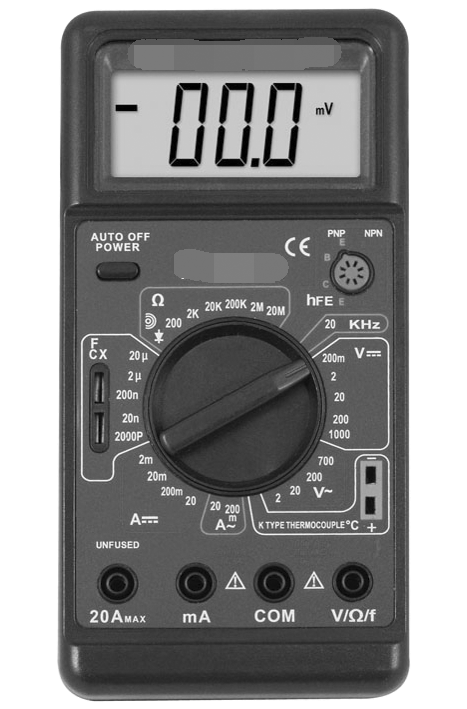 - 00.0 mV
AUTO OFF
POWER
CE
PNP NPN
E
B
C
E
hFE
Ω
200 2K 20K 200K 2M 20M
20 KHz
F
CX
20μ
2μ
200n
20n
2000P
200m V
2
20
200
1000
2m
20m
200m
20
A
20 200
m
A~
700
200
20
2
V~
K TYPE THERMOCOUPLE °C
-
+
UNFUSED
20A MAX
mA
COM
V/Ω/f